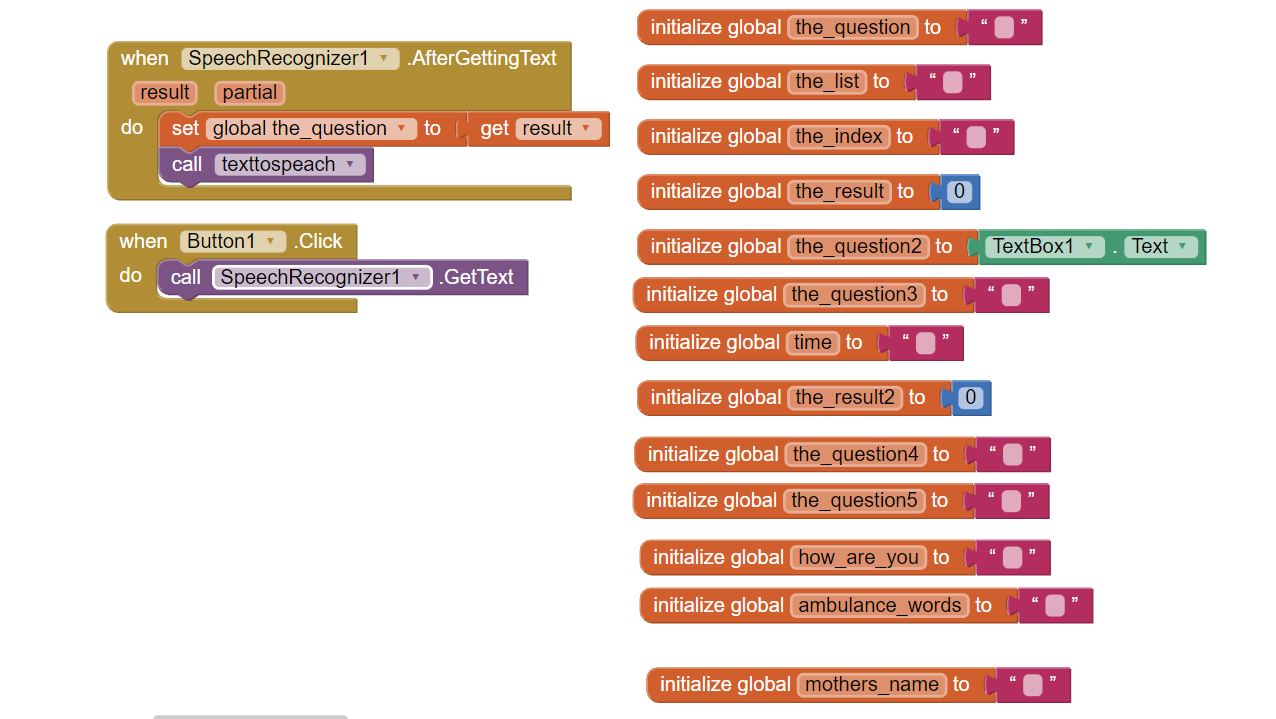 when SpeechRecognizer1 .AfterGettingText
result partial
do set global the_question to get result
call texttospeach
when Button1 .Click
do call SpeechRecognizer1 .GetText
initialize global the_question to “ ”
initialize global the_list to “ ”
initialize global the_index to “ ”
initialize global the_result to 0
initialize global the_question2 to TextBox1 . Text
initialize global the_question3 to “ ”
initialize global time to “ ”
initialize global the_result2 to 0
initialize global the_question4 to “ ”
initialize global the_question5 to “ ”
initialize global how_are_you to “ ”
initialize global ambulance_words to “ ”
initialize global mothers_name to “ ”